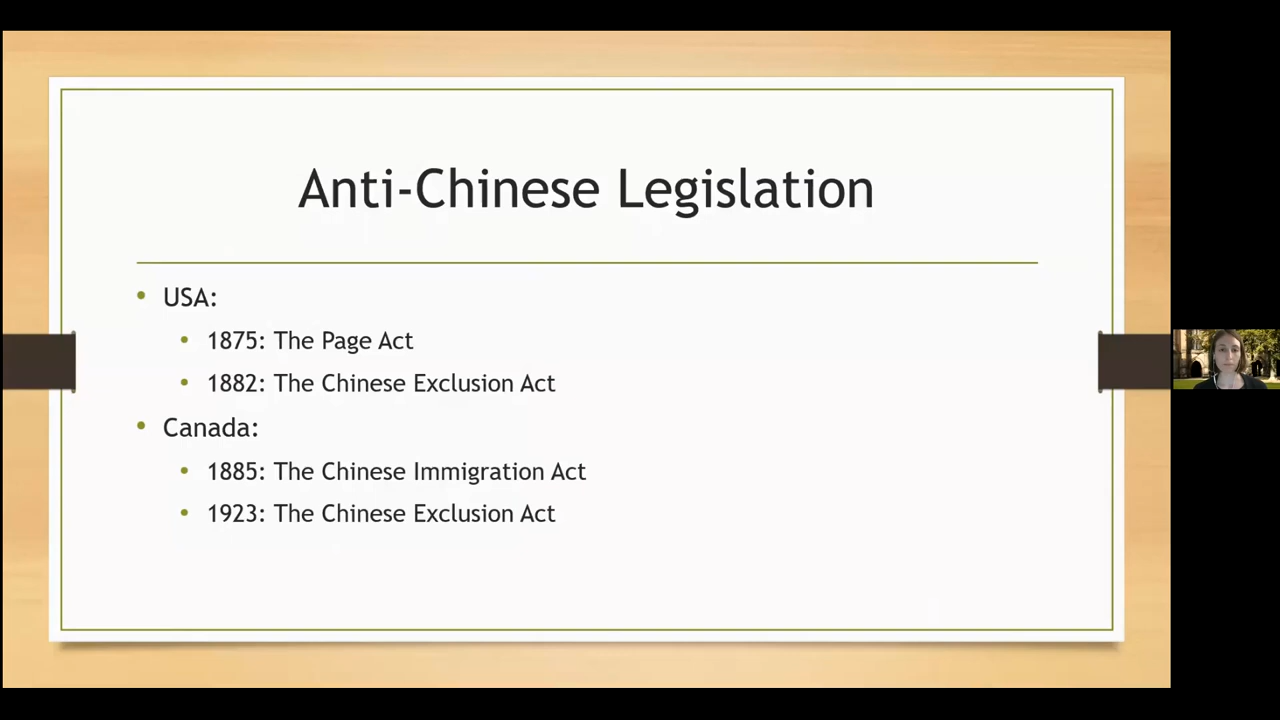 Anti-Chinese Legislation
• USA:
• 1875: The Page Act
• 1882: The Chinese Exclusion Act
• Canada:
• 1885: The Chinese Immigration Act
• 1923: The Chinese Exclusion Act